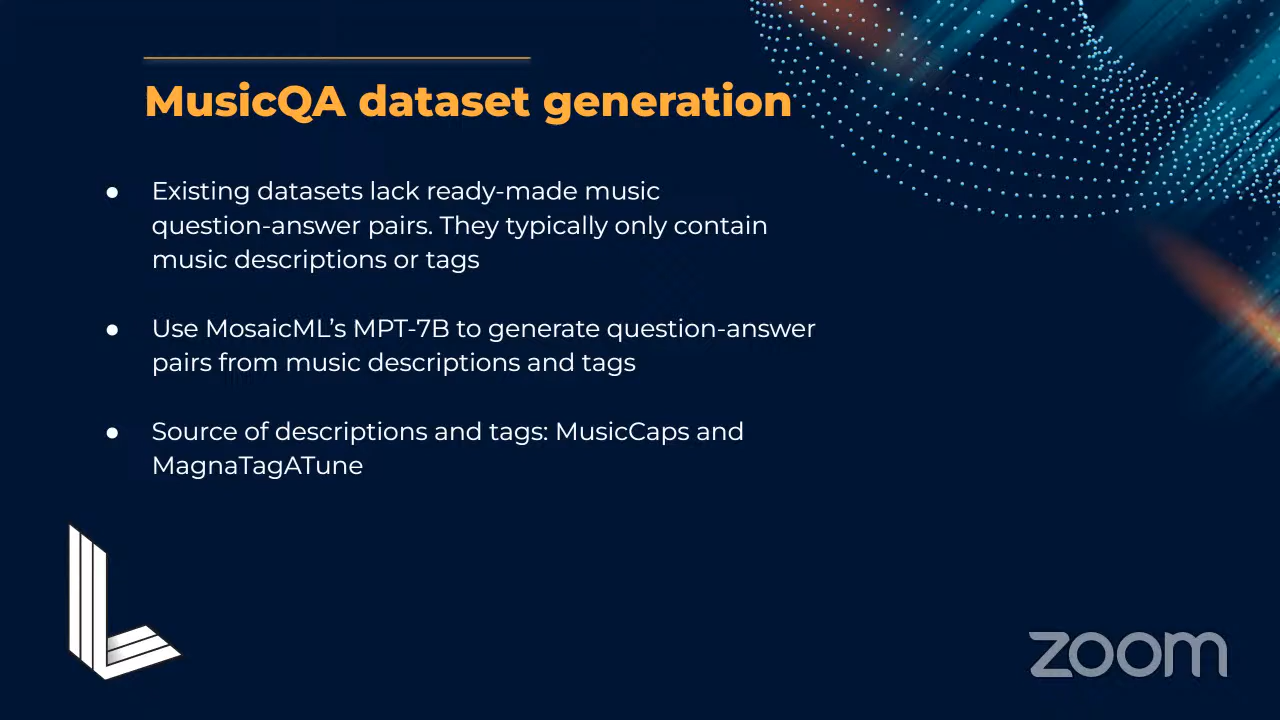 MusicQA dataset generation
● Existing datasets lack ready-made music
question-answer pairs. They typically only contain
music descriptions or tags
● Use MosaicML’s MPT-7B to generate question-answer
pairs from music descriptions and tags
● Source of descriptions and tags: MusicCaps and
MagnaTagATune
zoom